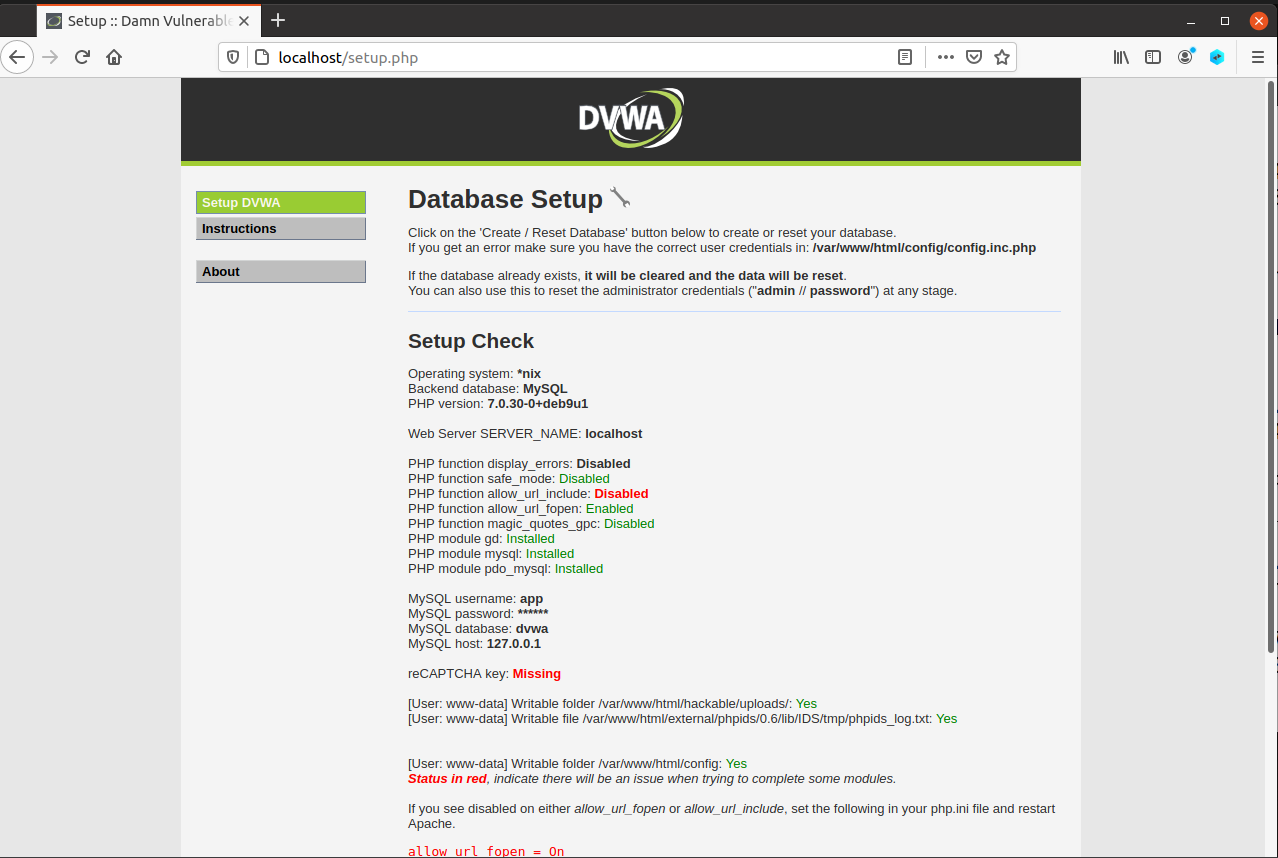 Setup :: Damn Vulnerable
localhost/setup.php
DVWA
Setup DVWA
Instructions
About
Database Setup
Click on the 'Create / Reset Database' button below to create or reset your database.
If you get an error make sure you have the correct user credentials in: /var/www/html/config/config.inc.php
If the database already exists, it will be cleared and the data will be reset.
You can also use this to reset the administrator credentials ("admin // password") at any stage.
Setup Check
Operating system: *nix
Backend database: MySQL
PHP version: 7.0.30-0+deb9u1
Web Server SERVER_NAME: localhost
PHP function display_errors: Disabled
PHP function safe_mode: Disabled
PHP function allow_url_include: Disabled
PHP function allow_url_fopen: Enabled
PHP function magic_quotes_gpc: Disabled
PHP module gd: Installed
PHP module mysql: Installed
PHP module pdo_mysql: Installed
MySQL username: app
MySQL password: ******
MySQL database: dvwa
MySQL host: 127.0.0.1
reCAPTCHA key: Missing
[User: www-data] Writable folder /var/www/html/hackable/uploads/: Yes
[User: www-data] Writable file /var/www/html/external/phpids/0.6/lib/IDS/tmp/phpids_log.txt: Yes
[User: www-data] Writable folder /var/www/html/config: Yes
Status in red, indicate there will be an issue when trying to complete some modules.
If you see disabled on either allow_url_fopen or allow_url_include, set the following in your php.ini file and restart
Apache.
allow_url_fopen = On